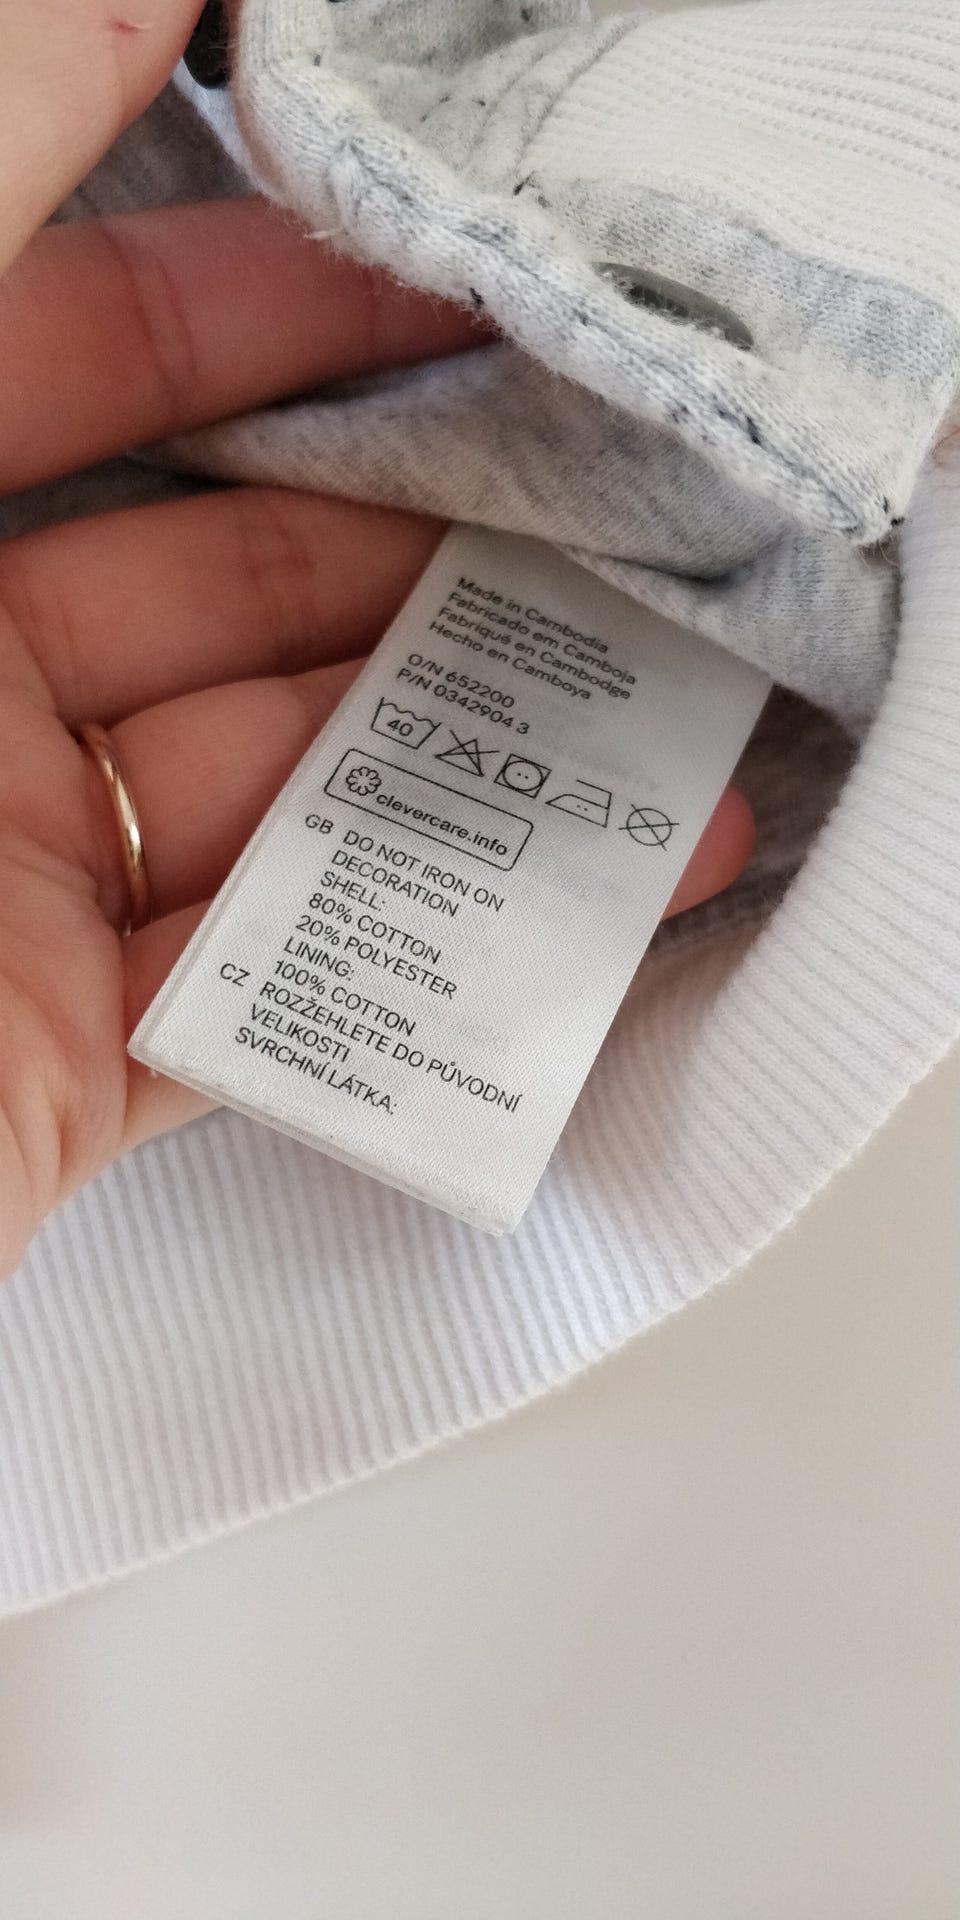 Made in Cambodia
Fabricado em Camboja
Fabriqué en Cambodge
Hecho en Camboya
O/N 652200
P/N 0342904 3
40
clevercare.info
GB DO NOT IRON ON
DECORATION
SHELL:
80% COTTON
20% POLYESTER
LINING:
100% COTTON
CZ ROZŽEHLETE DO PŮVODNÍ
VELIKOSTI
SVRCHNÍ LÁTKA: